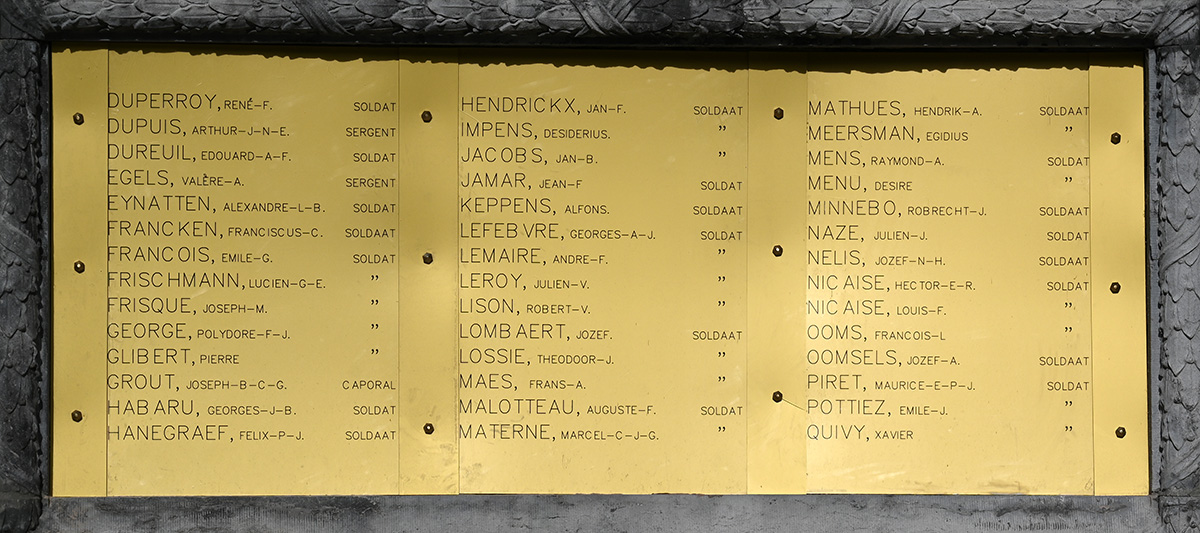 DUPERROY, RENÉ-F. SOLDAT
DUPUIS, ARTHUR-J-N-E. SERGENT
DUREUIL, EDOUARD-A-F. SOLDAT
EGELS, VALÈRE-A. SERGENT
EYNATTEN, ALEXANDRE-L-B. SOLDAT
FRANCKEN, FRANCISCUS-C. SOLDAAT
FRANCOIS, EMILE-G. SOLDAT
FRISCHMANN, LUCIEN-G-E. ”
FRISQUE, JOSEPH-M. ”
GEORGE, POLYDORE-F-J. ”
GLIBERT, PIERRE ”
GROUT, JOSEPH-B-C-G. CAPORAL
HABARU, GEORGES-J-B. SOLDAT
HANEGRAEF, FELIX-P-J. SOLDAAT
HENDRICKX, JAN-F. SOLDAAT
IMPENS, DESIDERIUS. ”
JACOBS, JAN-B. ”
JAMAR, JEAN-F SOLDAT
KEPPENS, ALFONS. SOLDAAT
LEFEBVRE, GEORGES-A-J. SOLDAT
LEMAIRE, ANDRE-F. ”
LEROY, JULIEN-V. ”
LISON, ROBERT-V. ”
LOMBAERT, JOZEF. SOLDAAT
LOSSIE, THEODOOR-J. ”
MAES, FRANS-A. ”
MALOTTEAU, AUGUSTE-F. SOLDAT
MATERNE, MARCEL-C-J-G. ”
MATHUES, HENDRIK-A. SOLDAAT
MEERSMAN, EGIDIUS ”
MENS, RAYMOND-A. SOLDAT
MENU, DESIRE ”
MINNEBO, ROBRECHT-J. SOLDAAT
NAZE, JULIEN-J. SOLDAT
NELIS, JOZEF-N-H. SOLDAAT
NICAISE, HECTOR-E-R. SOLDAT
NICAISE, LOUIS-F. ”
OOMS, FRANCOIS-L ”
OOMSELS, JOZEF-A. SOLDAAT
PIRET, MAURICE-E-P-J. SOLDAT
POTTIEZ, EMILE-J. ”
QUIVY, XAVIER ”